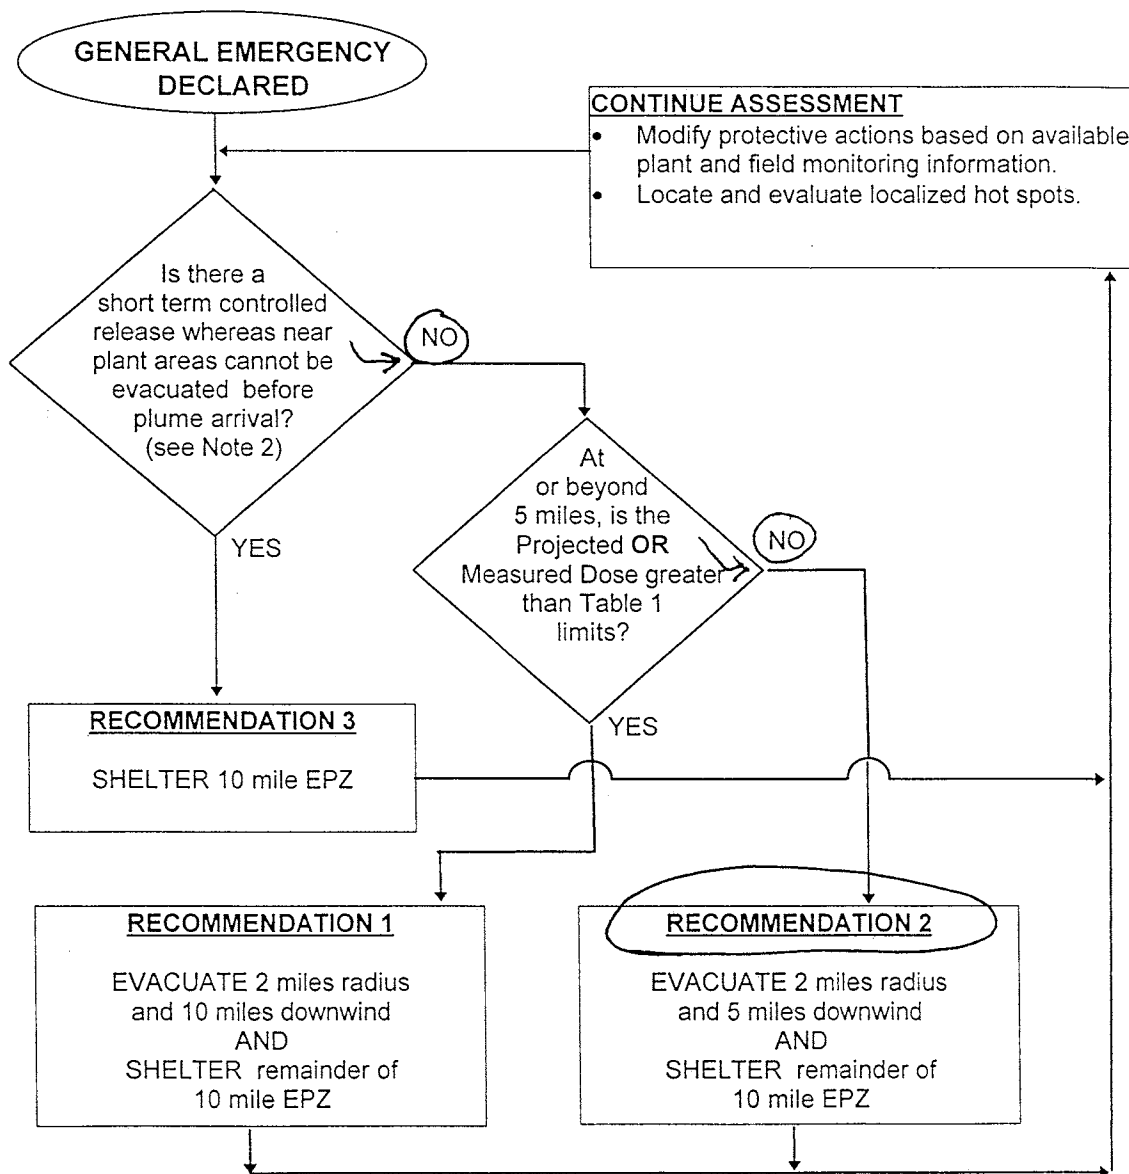 GENERAL EMERGENCY
DECLARED
CONTINUE ASSESSMENT
• Modify protective actions based on available
plant and field monitoring information.
• Locate and evaluate localized hot spots.
Is there a
short term controlled
release whereas near
plant areas cannot be
evacuated before
plume arrival?
(see Note 2)
NO
YES
At
or beyond
5 miles, is the
Projected OR
Measured Dose greater
than Table 1
limits?
NO
YES
RECOMMENDATION 3
SHELTER 10 mile EPZ
RECOMMENDATION 1
EVACUATE 2 miles radius
and 10 miles downwind
AND
SHELTER remainder of
10 mile EPZ
RECOMMENDATION 2
EVACUATE 2 miles radius
and 5 miles downwind
AND
SHELTER remainder of
10 mile EPZ